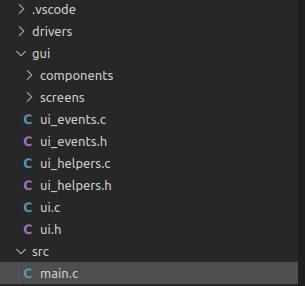 .vscode
drivers
gui
components
screens
C ui_events.c
C ui_events.h
C ui_helpers.c
C ui_helpers.h
C ui.c
C ui.h
src
C main.c